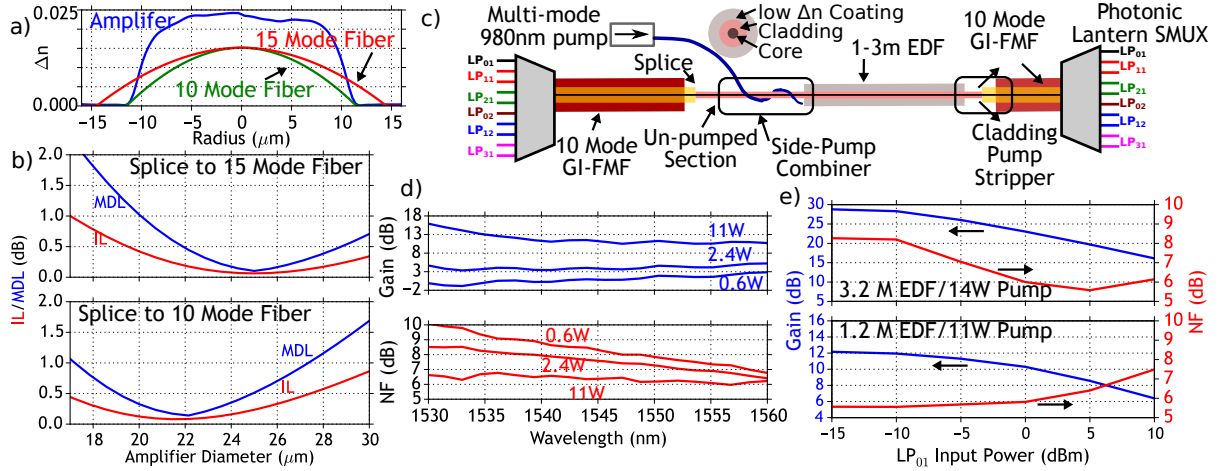 a)
Δn
0.025
0.000
Amplifer
15 Mode Fiber
10 Mode Fiber
−15 −10 −5 0 5 10 15
Radius (μm)
b)
IL/MDL (dB)
Splice to 15 Mode Fiber
2.0
1.5
1.0
0.5
0.0
MDL
IL
Splice to 10 Mode Fiber
2.0
1.5
1.0
0.5
0.0
MDL
IL
18 20 22 24 26 28 30
Amplifier Diameter (μm)
c)
Multi-mode
980nm pump
low Δn Coating
Cladding
Core
1-3m EDF
10 Mode
GI-FMF
Photonic
Lantern SMUX
LP01
LP11
LP21
LP02
LP12
LP31
Splice
10 Mode
GI-FMF
Un-pumped
Section
Side-Pump
Combiner
Cladding
Pump
Stripper
LP01
LP11
LP21
LP02
LP12
LP31
d)
Gain (dB)
18
13
8
3
−2
11W
2.4W
0.6W
NF (dB)
10
9
8
7
6
5
0.6W
2.4W
11W
1530 1535 1540 1545 1550 1555 1560
Wavelength (nm)
e)
Gain (dB)
NF (dB)
30
25
20
15
10
5
10
9
8
7
6
5
3.2 M EDF/14W Pump
16
14
12
10
8
6
4
10
9
8
7
6
5
1.2 M EDF/11W Pump
−15 −10 −5 0 5 10
LP01 Input Power (dBm)